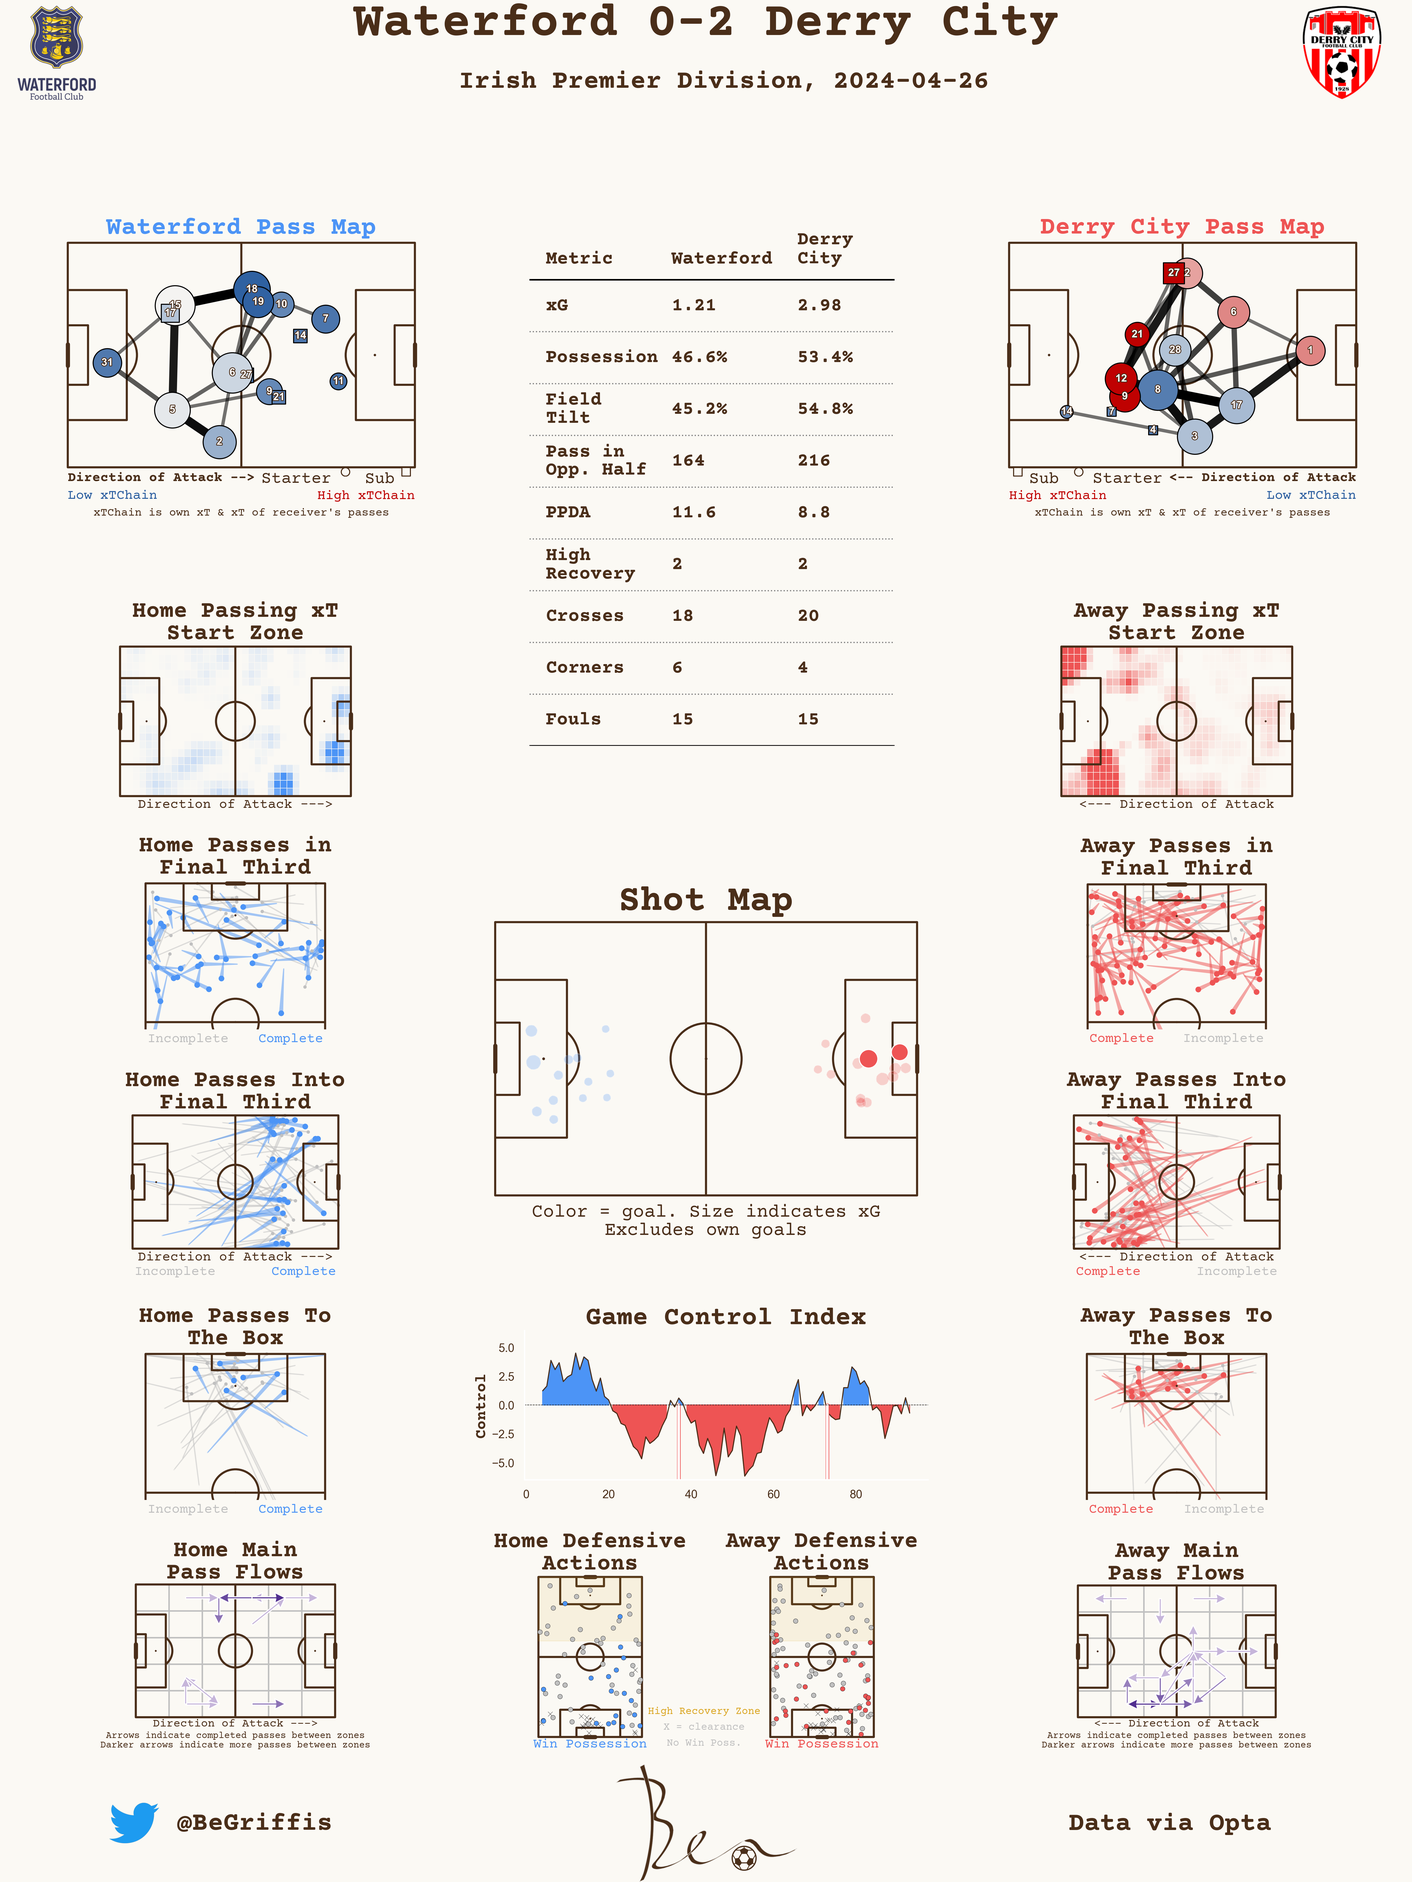 Waterford 0-2 Derry City
Irish Premier Division, 2024-04-26
WATERFORD
Football Club
DERRY CITY
FOOTBALL CLUB
1928
Waterford Pass Map
15
17
18
19
10
7
14
31
6
27
11
9
21
5
2
Direction of Attack --> Starter Sub
Low xTChain High xTChain
xTChain is own xT & xT of receiver's passes
Metric Waterford Derry City
xG 1.21 2.98
Possession 46.6% 53.4%
Field Tilt 45.2% 54.8%
Pass in Opp. Half 164 216
PPDA 11.6 8.8
High Recovery 2 2
Crosses 18 20
Corners 6 4
Fouls 15 15
Derry City Pass Map
27
2
6
21
28
1
12
8
9
17
14
7
4
3
Sub Starter <-- Direction of Attack
High xTChain Low xTChain
xTChain is own xT & xT of receiver's passes
Home Passing xT
Start Zone
Direction of Attack --->
Away Passing xT
Start Zone
<--- Direction of Attack
Home Passes in
Final Third
Incomplete Complete
Away Passes in
Final Third
Complete Incomplete
Shot Map
Color = goal. Size indicates xG
Excludes own goals
Home Passes Into
Final Third
Direction of Attack --->
Incomplete Complete
Away Passes Into
Final Third
<--- Direction of Attack
Complete Incomplete
Home Passes To
The Box
Incomplete Complete
Game Control Index
Control
5.0
2.5
0.0
−2.5
−5.0
0 20 40 60 80
Away Passes To
The Box
Complete Incomplete
Home Main
Pass Flows
Direction of Attack --->
Arrows indicate completed passes between zones
Darker arrows indicate more passes between zones
Home Defensive
Actions
Win Possession
Away Defensive
Actions
Win Possession
High Recovery Zone
X = clearance
No Win Poss.
Away Main
Pass Flows
<--- Direction of Attack
Arrows indicate completed passes between zones
Darker arrows indicate more passes between zones
@BeGriffis
Ben
Data via Opta